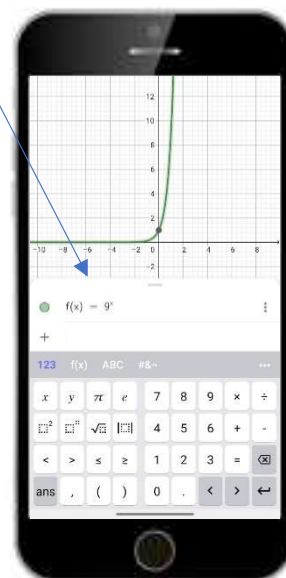 12
10
8
6
4
2
−10 −8 −6 −4 −2 0 2 4 6 8
−2
f(x) = 9ˣ
+
123 f(x) ABC #&¬ ...
x y π e 7 8 9 × ÷
□² □ⁿ √□ |□| 4 5 6 + -
< > ≤ ≥ 1 2 3 =
ans , ( ) 0 . < >